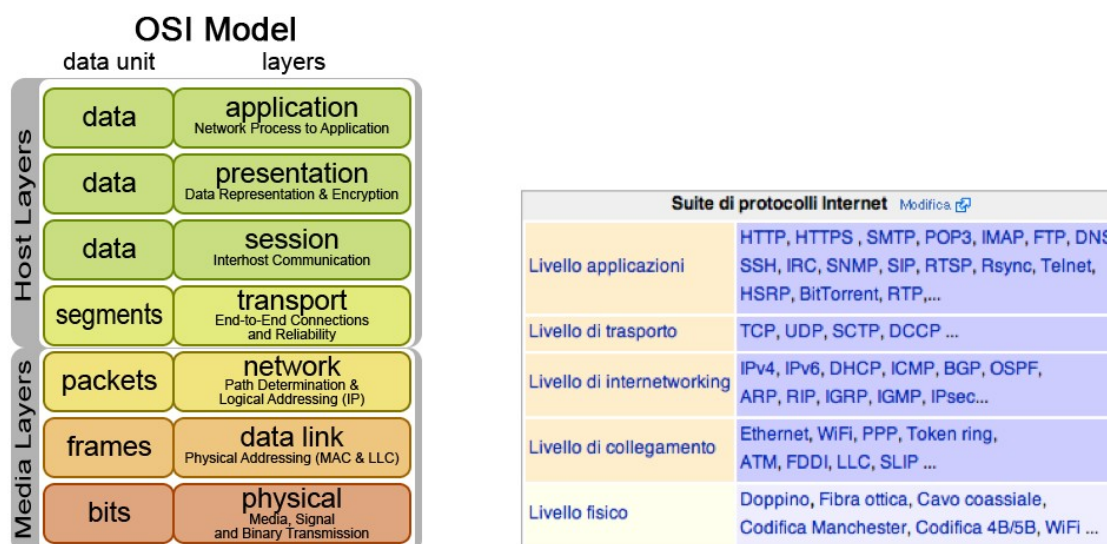 OSI Model
data unit layers
Host Layers
data
application
Network Process to Application
data
presentation
Data Representation & Encryption
data
session
Interhost Communication
segments
transport
End-to-End Connections
and Reliability
Media Layers
packets
network
Path Determination &
Logical Addressing (IP)
frames
data link
Physical Addressing (MAC & LLC)
bits
physical
Media, Signal
and Binary Transmission
Suite di protocolli Internet Modifica
Livello applicazioni
HTTP, HTTPS , SMTP, POP3, IMAP, FTP, DNS
SSH, IRC, SNMP, SIP, RTSP, Rsync, Telnet,
HSRP, BitTorrent, RTP,...
Livello di trasporto
TCP, UDP, SCTP, DCCP ...
Livello di internetworking
IPv4, IPv6, DHCP, ICMP, BGP, OSPF,
ARP, RIP, IGRP, IGMP, IPsec...
Livello di collegamento
Ethernet, WiFi, PPP, Token ring,
ATM, FDDI, LLC, SLIP ...
Livello fisico
Doppino, Fibra ottica, Cavo coassiale,
Codifica Manchester, Codifica 4B/5B, WiFi ...